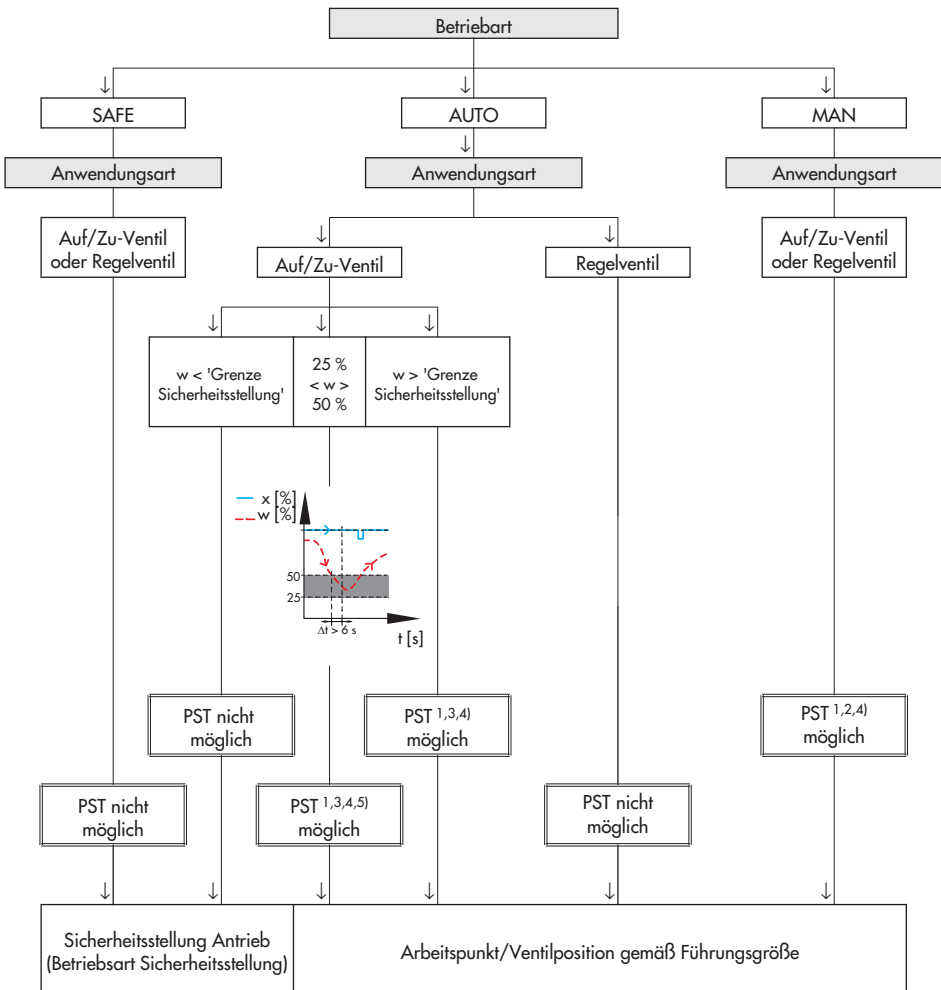 Betriebart
SAFE
AUTO
MAN
Anwendungsart
Anwendungsart
Anwendungsart
Auf/Zu-Ventil
oder Regelventil
Auf/Zu-Ventil
Regelventil
Auf/Zu-Ventil
oder Regelventil
w < 'Grenze
Sicherheitsstellung'
25 %
< w >
50 %
w > 'Grenze
Sicherheitsstellung'
x [%]
w [%]
50
25
Δt > 6 s
t [s]
PST nicht
möglich
PST 1,3,4)
möglich
PST 1,2,4)
möglich
PST nicht
möglich
PST 1,3,4,5)
möglich
PST nicht
möglich
Sicherheitsstellung Antrieb
(Betriebsart Sicherheitsstellung)
Arbeitspunkt/Ventilposition gemäß Führungsgröße